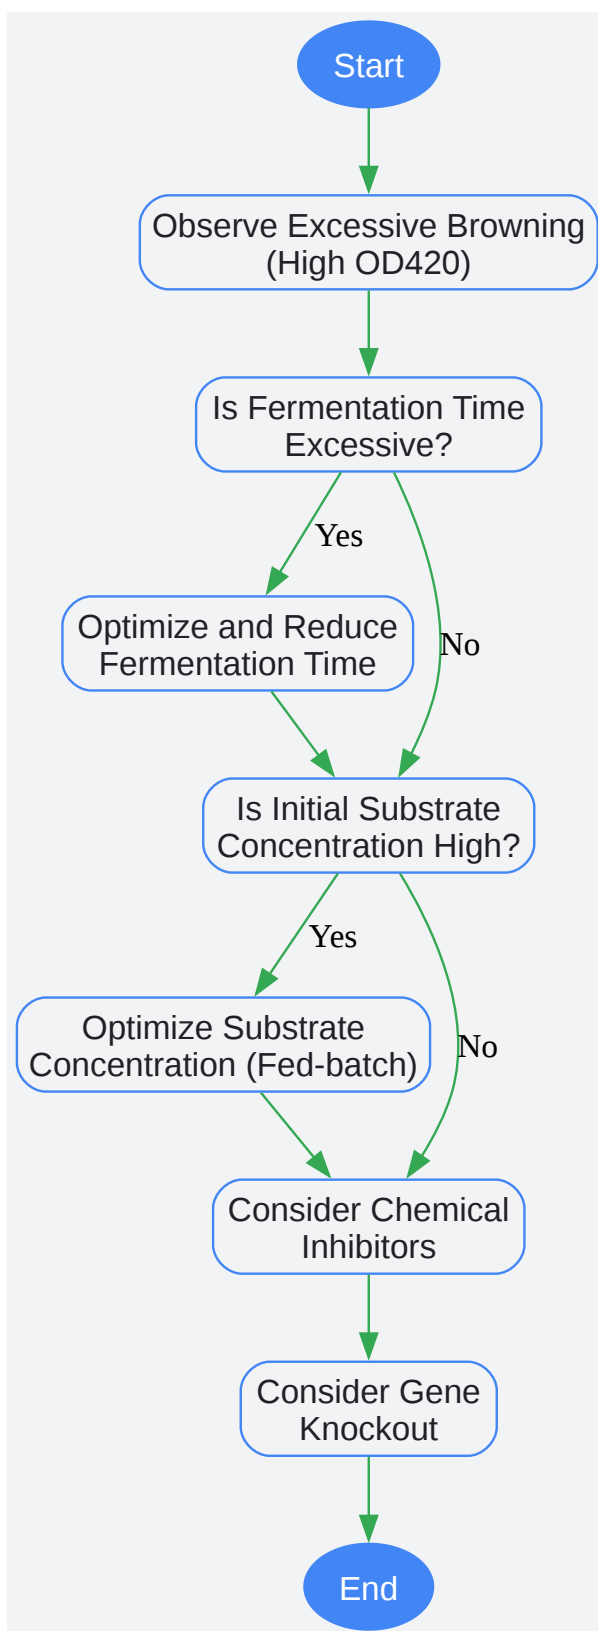 Start
Observe Excessive Browning
(High OD420)
Is Fermentation Time
Excessive?
Yes
Optimize and Reduce
Fermentation Time
No
Is Initial Substrate
Concentration High?
Yes
Optimize Substrate
Concentration (Fed-batch)
No
Consider Chemical
Inhibitors
Consider Gene
Knockout
End